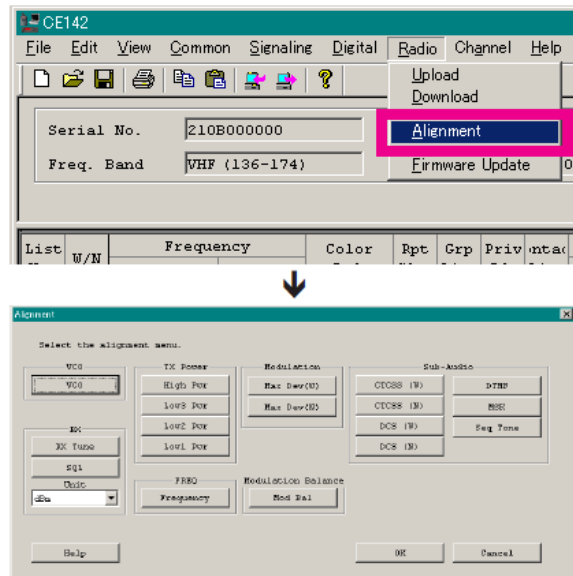 CE142
File Edit View Common Signaling Digital Radio Channel Help
Upload
Download
Serial No. 210B000000
Alignment
Freq. Band VHF (136-174)
Firmware Update
List W/N Frequency Color Rpt Grp Priv
Alignment
Select the alignment menu.
VCO TX Power Modulation Sub-Audio
VCO High Pwr Max Dev(W) CTCSS (W) DTMF
Low3 Pwr Max Dev(N) CTCSS (N) MSK
RX Low2 Pwr DCS (W) Seq Tone
RX Tune Low1 Pwr DCS (N)
SQL
Unit FREQ Modulation Balance
dBm Frequency Mod Bal
Help OK Cancel